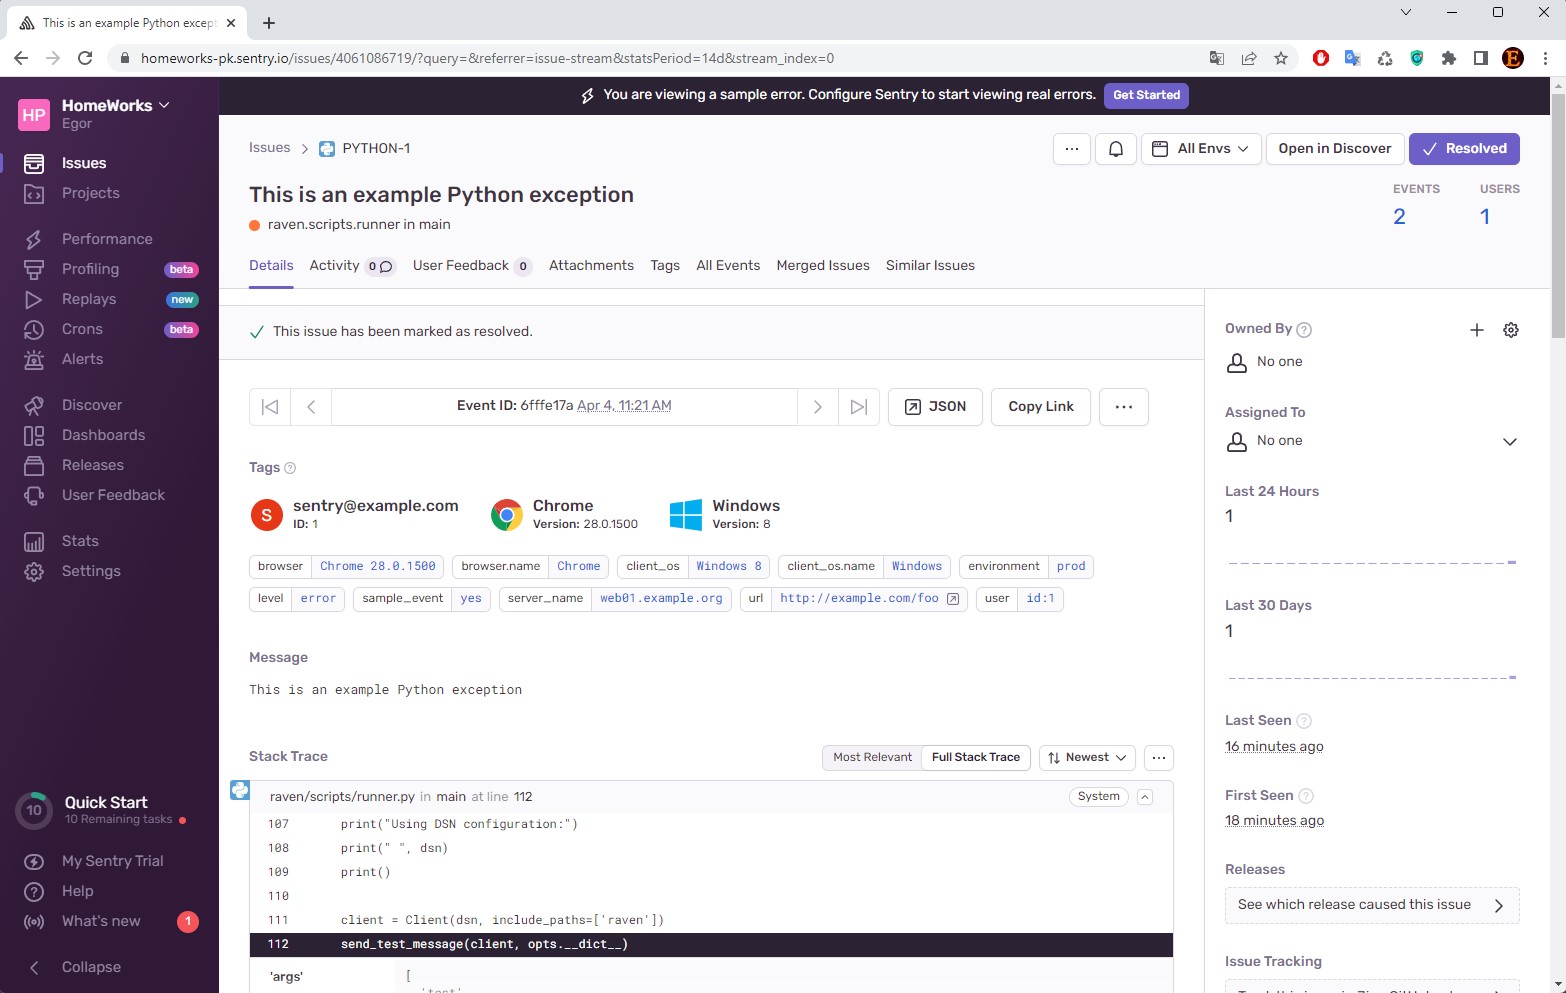 This is an example Python except
homeworks-pk.sentry.io/issues/4061086719/?query=&referrer=issue-stream&statsPeriod=14d&stream_index=0
E
HP
HomeWorks
Egor
Issues
Projects
Performance
Profiling beta
Replays new
Crons beta
Alerts
Discover
Dashboards
Releases
User Feedback
Stats
Settings
10
Quick Start
10 Remaining tasks
My Sentry Trial
Help
What's new 1
Collapse
You are viewing a sample error. Configure Sentry to start viewing real errors. Get Started
Issues > PYTHON-1
... All Envs Open in Discover Resolved
This is an example Python exception
raven.scripts.runner in main
EVENTS USERS
2 1
Details Activity 0 User Feedback 0 Attachments Tags All Events Merged Issues Similar Issues
This issue has been marked as resolved.
Event ID: 6fffe17a Apr 4, 11:21 AM JSON Copy Link ...
Tags ?
S sentry@example.com
ID: 1
Chrome
Version: 28.0.1500
Windows
Version: 8
browser Chrome 28.0.1500 browser.name Chrome client_os Windows 8 client_os.name Windows environment prod
level error sample_event yes server_name web01.example.org url http://example.com/foo user id:1
Message
This is an example Python exception
Stack Trace Most Relevant Full Stack Trace Newest ...
raven/scripts/runner.py in main at line 112 System
107 print("Using DSN configuration:")
108 print(" ", dsn)
109 print()
110
111 client = Client(dsn, include_paths=['raven'])
112 send_test_message(client, opts.__dict__)
'args' [
'test'
Owned By ?
No one
Assigned To
No one
Last 24 Hours
1
Last 30 Days
1
Last Seen ?
16 minutes ago
First Seen ?
18 minutes ago
Releases
See which release caused this issue
Issue Tracking